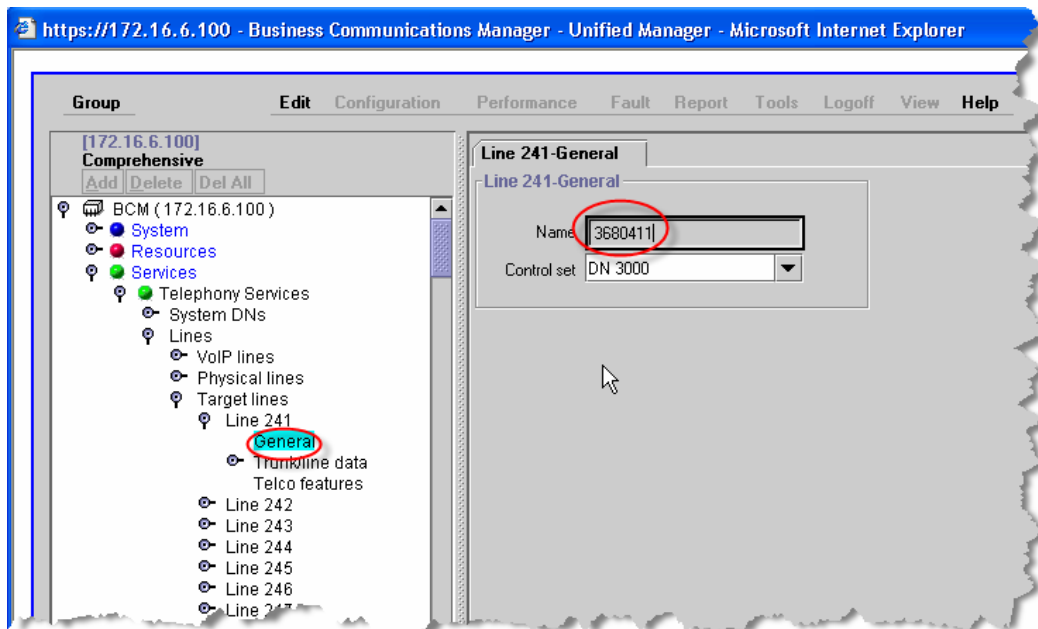 https://172.16.6.100 - Business Communications Manager - Unified Manager - Microsoft Internet Explorer
Group Edit Configuration Performance Fault Report Tools Logoff View Help
[172.16.6.100]
Comprehensive
Add Delete Del All
BCM (172.16.6.100)
System
Resources
Services
Telephony Services
System DNs
Lines
VoIP lines
Physical lines
Target lines
Line 241
General
Trunk/line data
Telco features
Line 242
Line 243
Line 244
Line 245
Line 246
Line 247
Line 241-General
Line 241-General
Name 3680411
Control set DN 3000